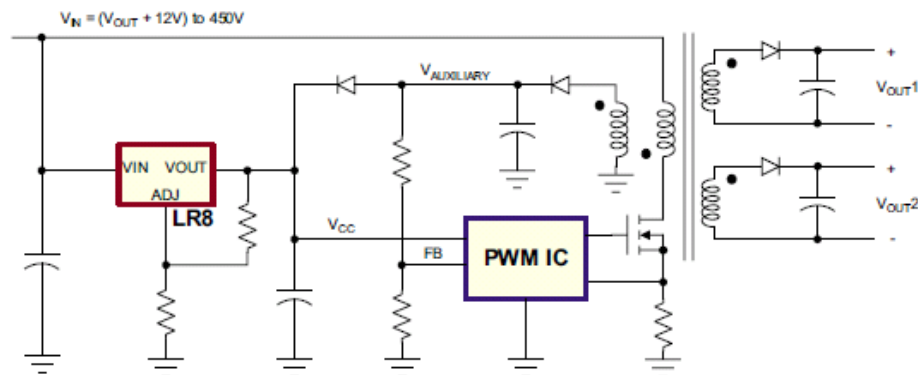 VIN = (VOUT + 12V) to 450V
VAUXILIARY
+
VOUT1
-
VIN VOUT
ADJ
LR8
+
VOUT2
-
VCC
FB
PWM IC